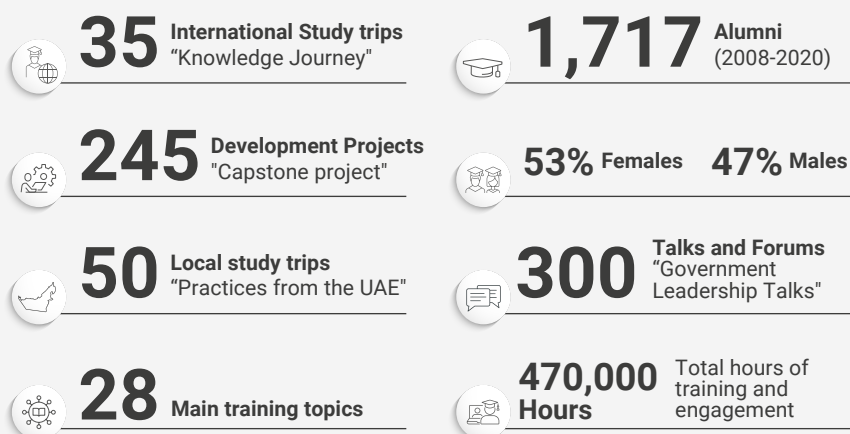 35 International Study trips
“Knowledge Journey"
1,717 Alumni
(2008-2020)
245 Development Projects
"Capstone project"
53% Females 47% Males
50 Local study trips
“Practices from the UAE"
300 Talks and Forums
“Government
Leadership Talks"
28 Main training topics
470,000
Hours
Total hours of
training and
engagement